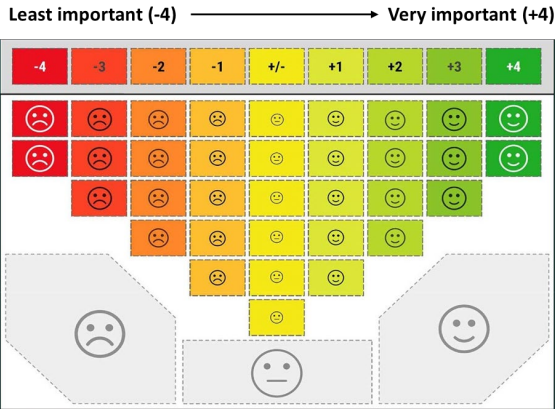 Least important (-4) Very important (+4)
-4 -3 -2 -1 +/- +1 +2 +3 +4